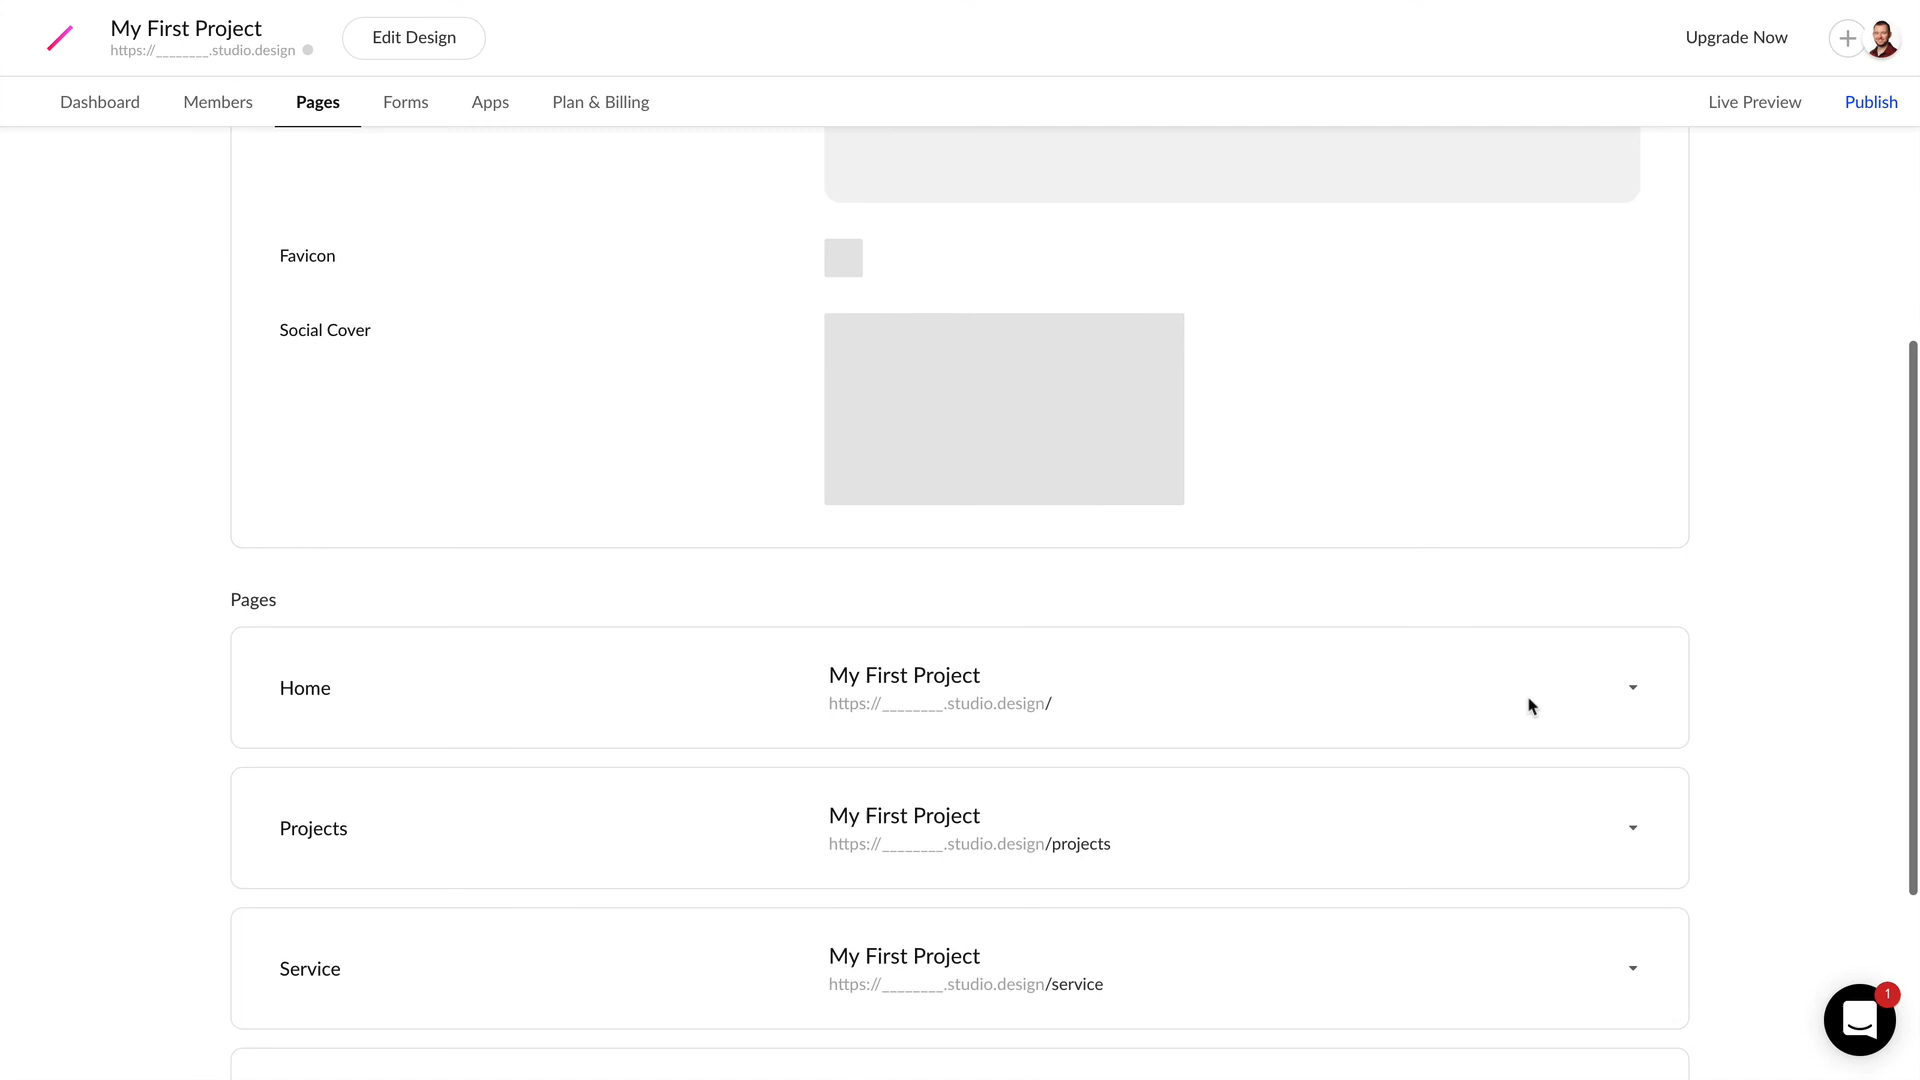 My First Project
https://________.studio.design
Edit Design
Upgrade Now
Dashboard
Members
Pages
Forms
Apps
Plan & Billing
Live Preview
Publish
Favicon
Social Cover
Pages
Home
My First Project
https://________.studio.design/
Projects
My First Project
https://________.studio.design/projects
Service
My First Project
https://________.studio.design/service
1